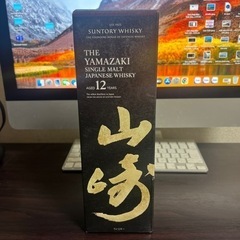 SUNTORY WHISKY
THE
YAMAZAKI
SINGLE MALT
JAPANESE WHISKY
AGED 12 YEARS
山崎